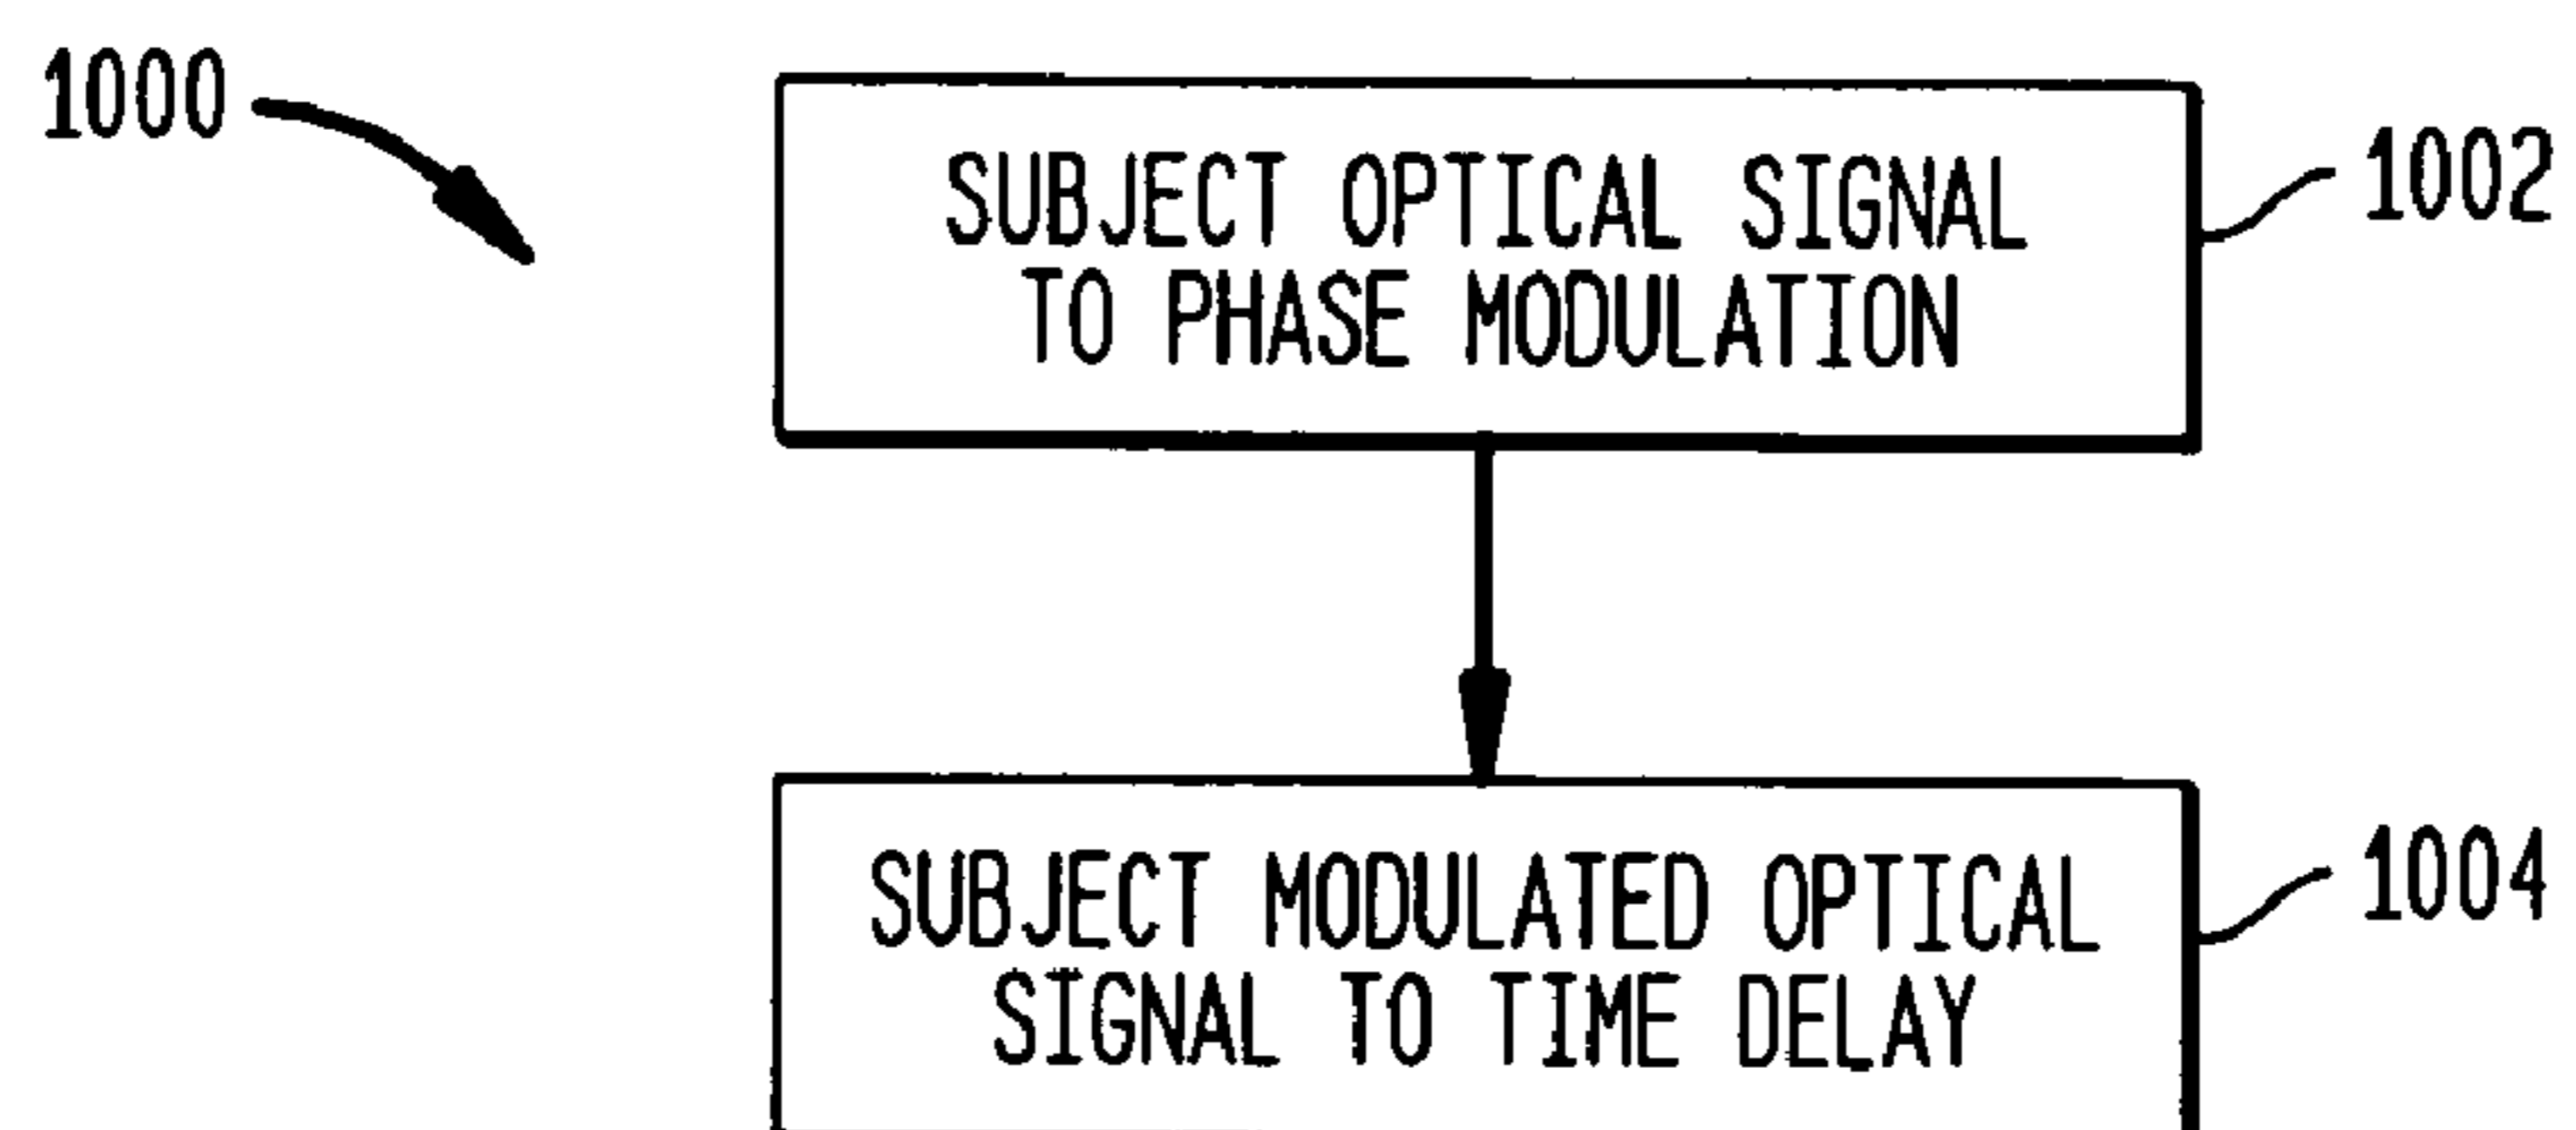 1000
SUBJECT OPTICAL SIGNAL
TO PHASE MODULATION
1002
SUBJECT MODULATED OPTICAL
SIGNAL TO TIME DELAY
1004